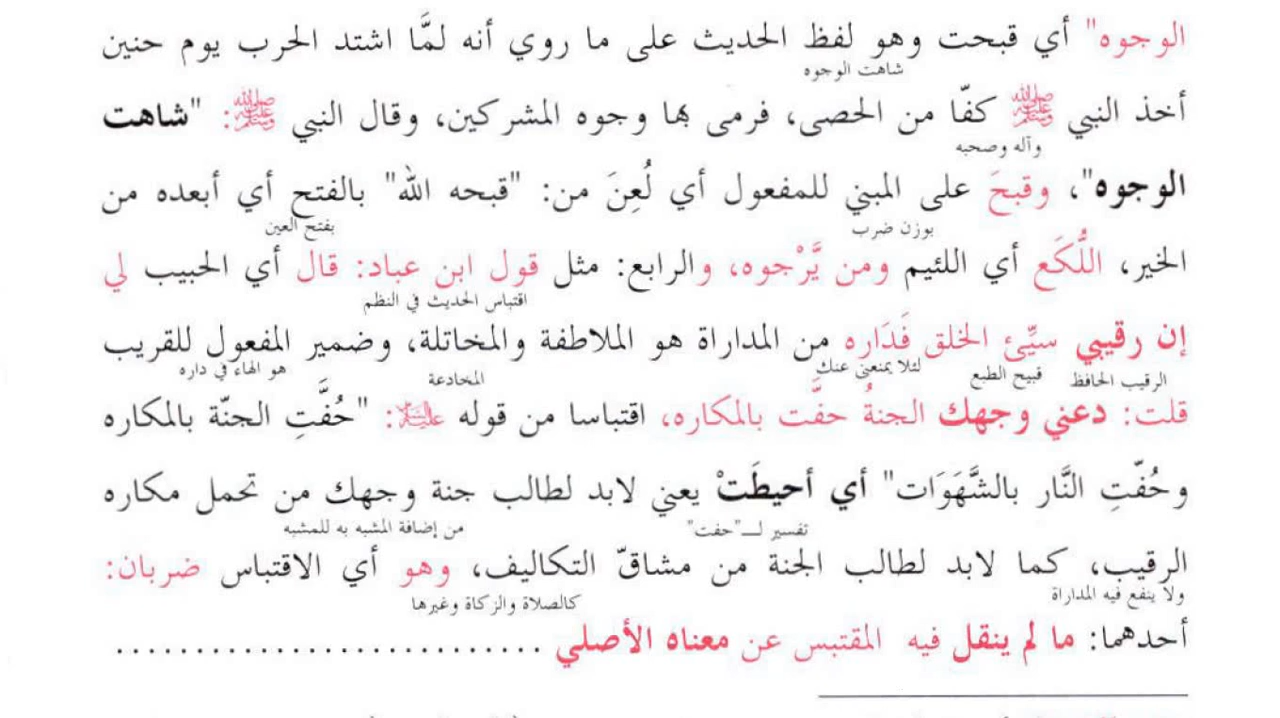 الوجوه" أي قبحت وهو لفظ الحديث على ما روي أنه لمَّا اشتد الحرب يوم حنين
شاهت الوجوه
أخذ النبي ﷺ كفّا من الحصى، فرمى بها وجوه المشركين، وقال النبي ﷺ: "شاهت
وآله وصحبه
الوجوه"، وقبحَ على المبني للمفعول أي لُعِنَ من: "قبحه الله" بالفتح أي أبعده من
بوزن ضرب بفتح العين
الخير، اللُّكَع أي اللئيم ومن يَّرْجوه، والرابع: مثل قول ابن عباد: قال أي الحبيب لي
اقتباس الحديث في النظم
إن رقيبي سيِّئ الخلق فَدَاره من المداراة هو الملاطفة والمخاتلة، وضمير المفعول للقريب
الرقيب الحافظ قبيح الطبع لئلا يمنعني عنك المخادعة هو الهاء في داره
قلت: دعني وجهك الجنةُ حفَّت بالمكاره، اقتباسا من قوله عليه السلام: "حُفَّتِ الجنّة بالمكاره
وحُفّتِ النَّار بالشَّهَوَات" أي أحيطَتْ يعني لابد لطالب جنة وجهك من تحمل مكاره
تفسير لـ"حفت" من إضافة المشبه به للمشبه
الرقيب، كما لابد لطالب الجنة من مشاقّ التكاليف، وهو أي الاقتباس ضربان:
ولا ينفع فيه المداراة كالصلاة والزكاة وغيرها
أحدهما: ما لم ينقل فيه المقتبس عن معناه الأصلي ...........................